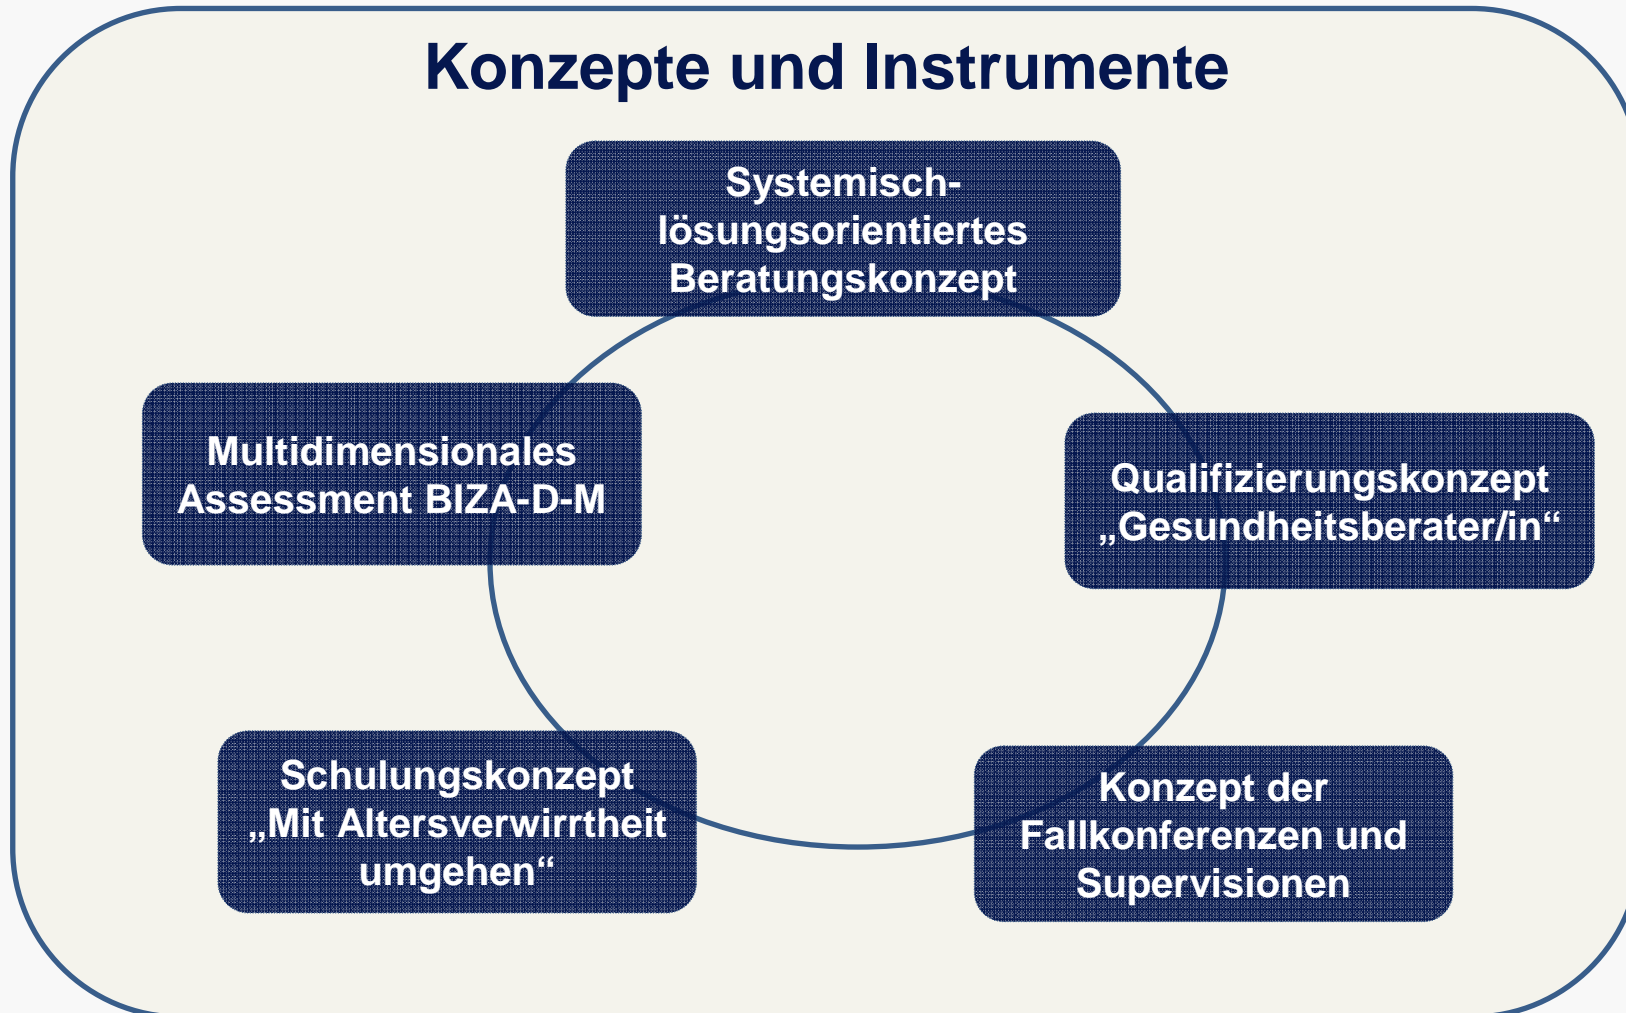 Konzepte und Instrumente
Systemisch-
lösungsorientiertes
Beratungskonzept
Multidimensionales
Assessment BIZA-D-M
Qualifizierungskonzept
„Gesundheitsberater/in“
Schulungskonzept
„Mit Altersverwirrtheit
umgehen“
Konzept der
Fallkonferenzen und
Supervisionen